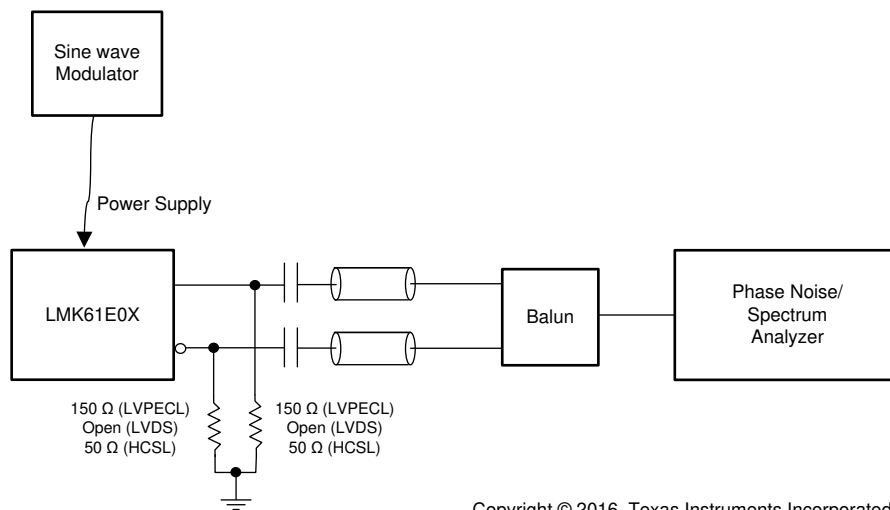 Sine wave
Modulator
Power Supply
LMK61E0X
Balun
Phase Noise/
Spectrum
Analyzer
150 Ω (LVPECL)
Open (LVDS)
50 Ω (HCSL)
150 Ω (LVPECL)
Open (LVDS)
50 Ω (HCSL)
Copyright © 2016, Texas Instruments Incorporated